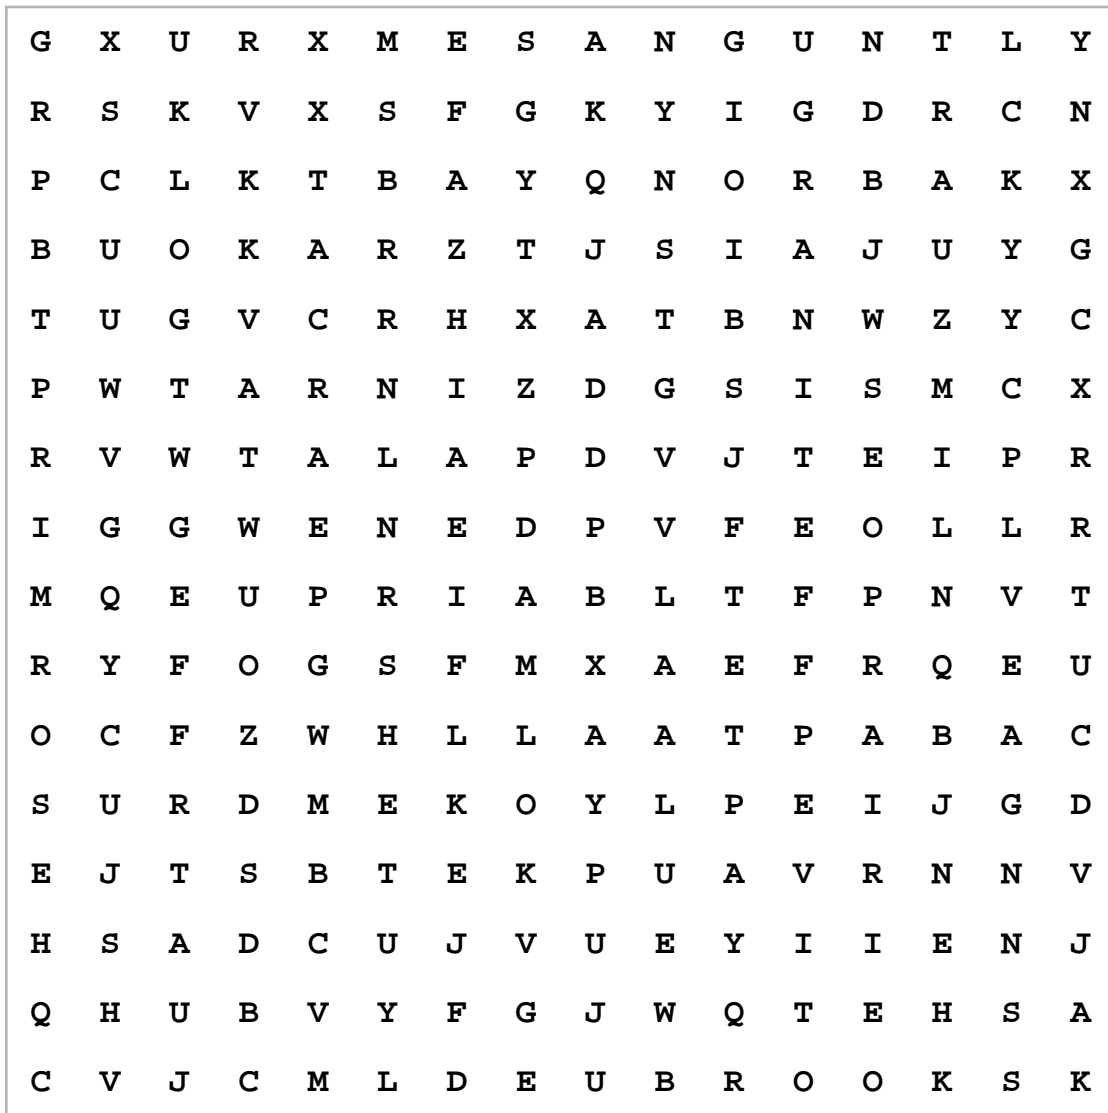 G X U R X M E S A N G U N T L Y
R S K V X S F G K Y I G D R C N
P C L K T B A Y Q N O R B A K X
B U O K A R Z T J S I A J U Y G
T U G V C R H X A T B N W Z Y C
P W T A R N I Z D G S I S M C X
R V W T A L A P D V J T E I P R
I G G W E N E D P V F E O L L R
M Q E U P R I A B L T F P N V T
R Y F O G S F M X A E F R Q E U
O C F Z W H L L A A T P A B A C
S U R D M E K O Y L P E I J G D
E J T S B T E K P U A V R N N V
H S A D C U J V U E Y I I E N J
Q H U B V Y F G J W Q T E H S A
C V J C M L D E U B R O O K S K